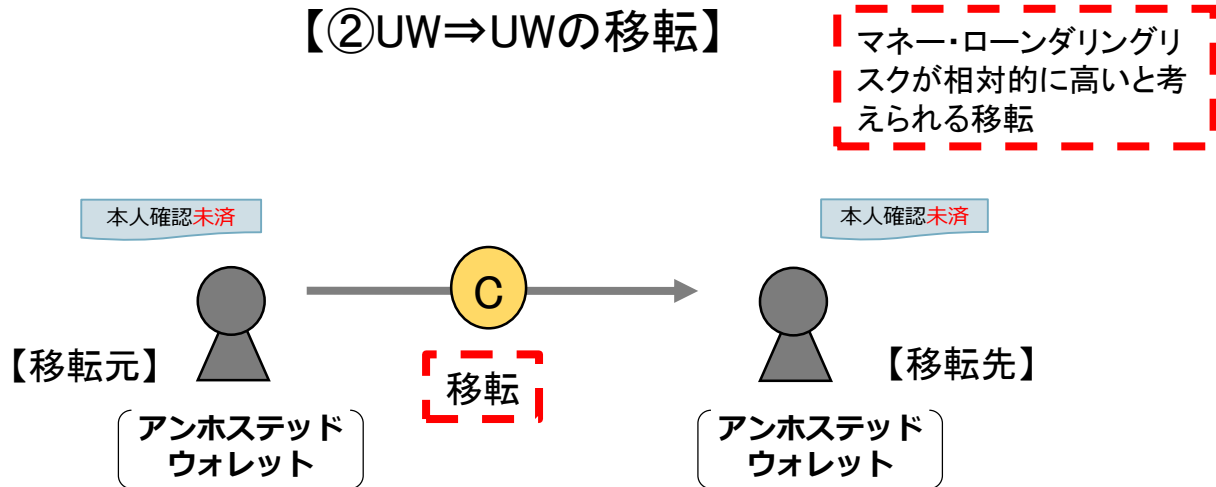 【②UW⇒UWの移転】
マネー・ローンダリングリ
スクが相対的に高いと考
えられる移転
本人確認未済
本人確認未済
C
【移転元】
移転
【移転先】
アンホステッド
ウォレット
アンホステッド
ウォレット